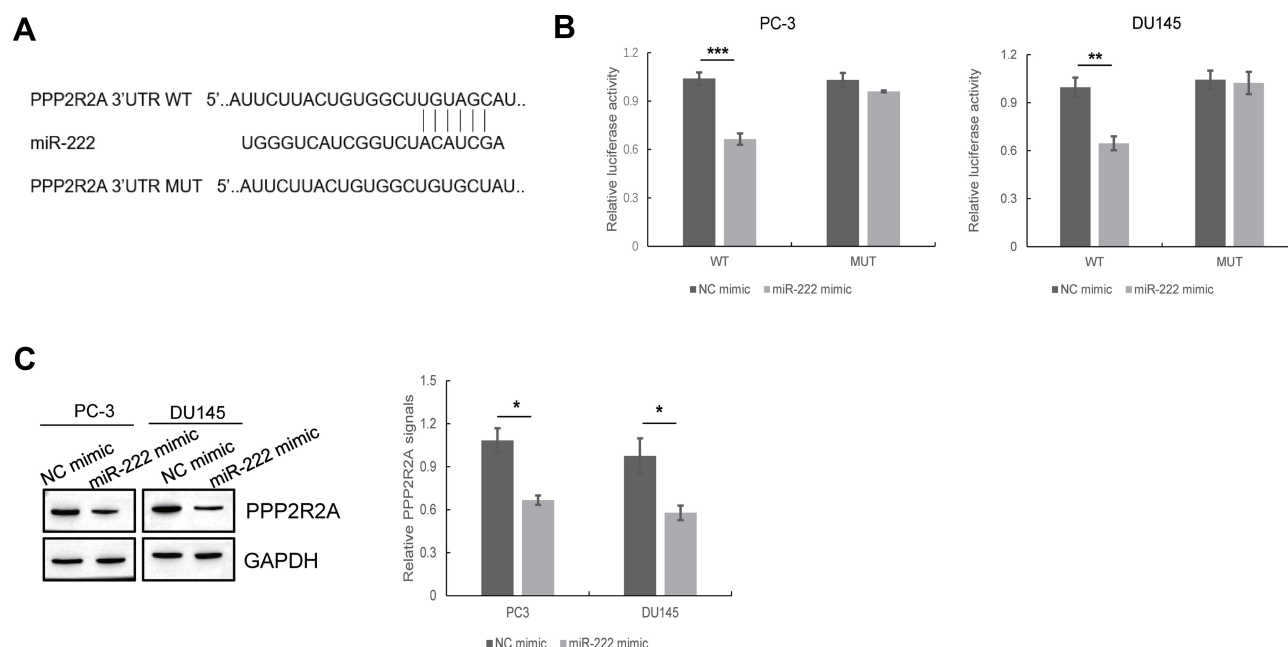 A
PPP2R2A 3'UTR WT 5'..AUUCUUACUGUGGCUUGUAGCAU..
miR-222 UGGGUCAUCGGUCUACAUCGA
PPP2R2A 3'UTR MUT 5'..AUUCUUACUGUGGCUGUGCUAU..
B
PC-3
Relative luciferase activity
1.2
***
0.9
0.6
0.3
0
WT MUT
NC mimic miR-222 mimic
DU145
Relative luciferase activity
1.2
**
0.9
0.6
0.3
0
WT MUT
NC mimic miR-222 mimic
C
PC-3 DU145
NC mimic miR-222 mimic NC mimic miR-222 mimic
PPP2R2A
GAPDH
Relative PPP2R2A signals
1.5
1.2
* *
0.9
0.6
0.3
0
PC3 DU145
NC mimic miR-222 mimic